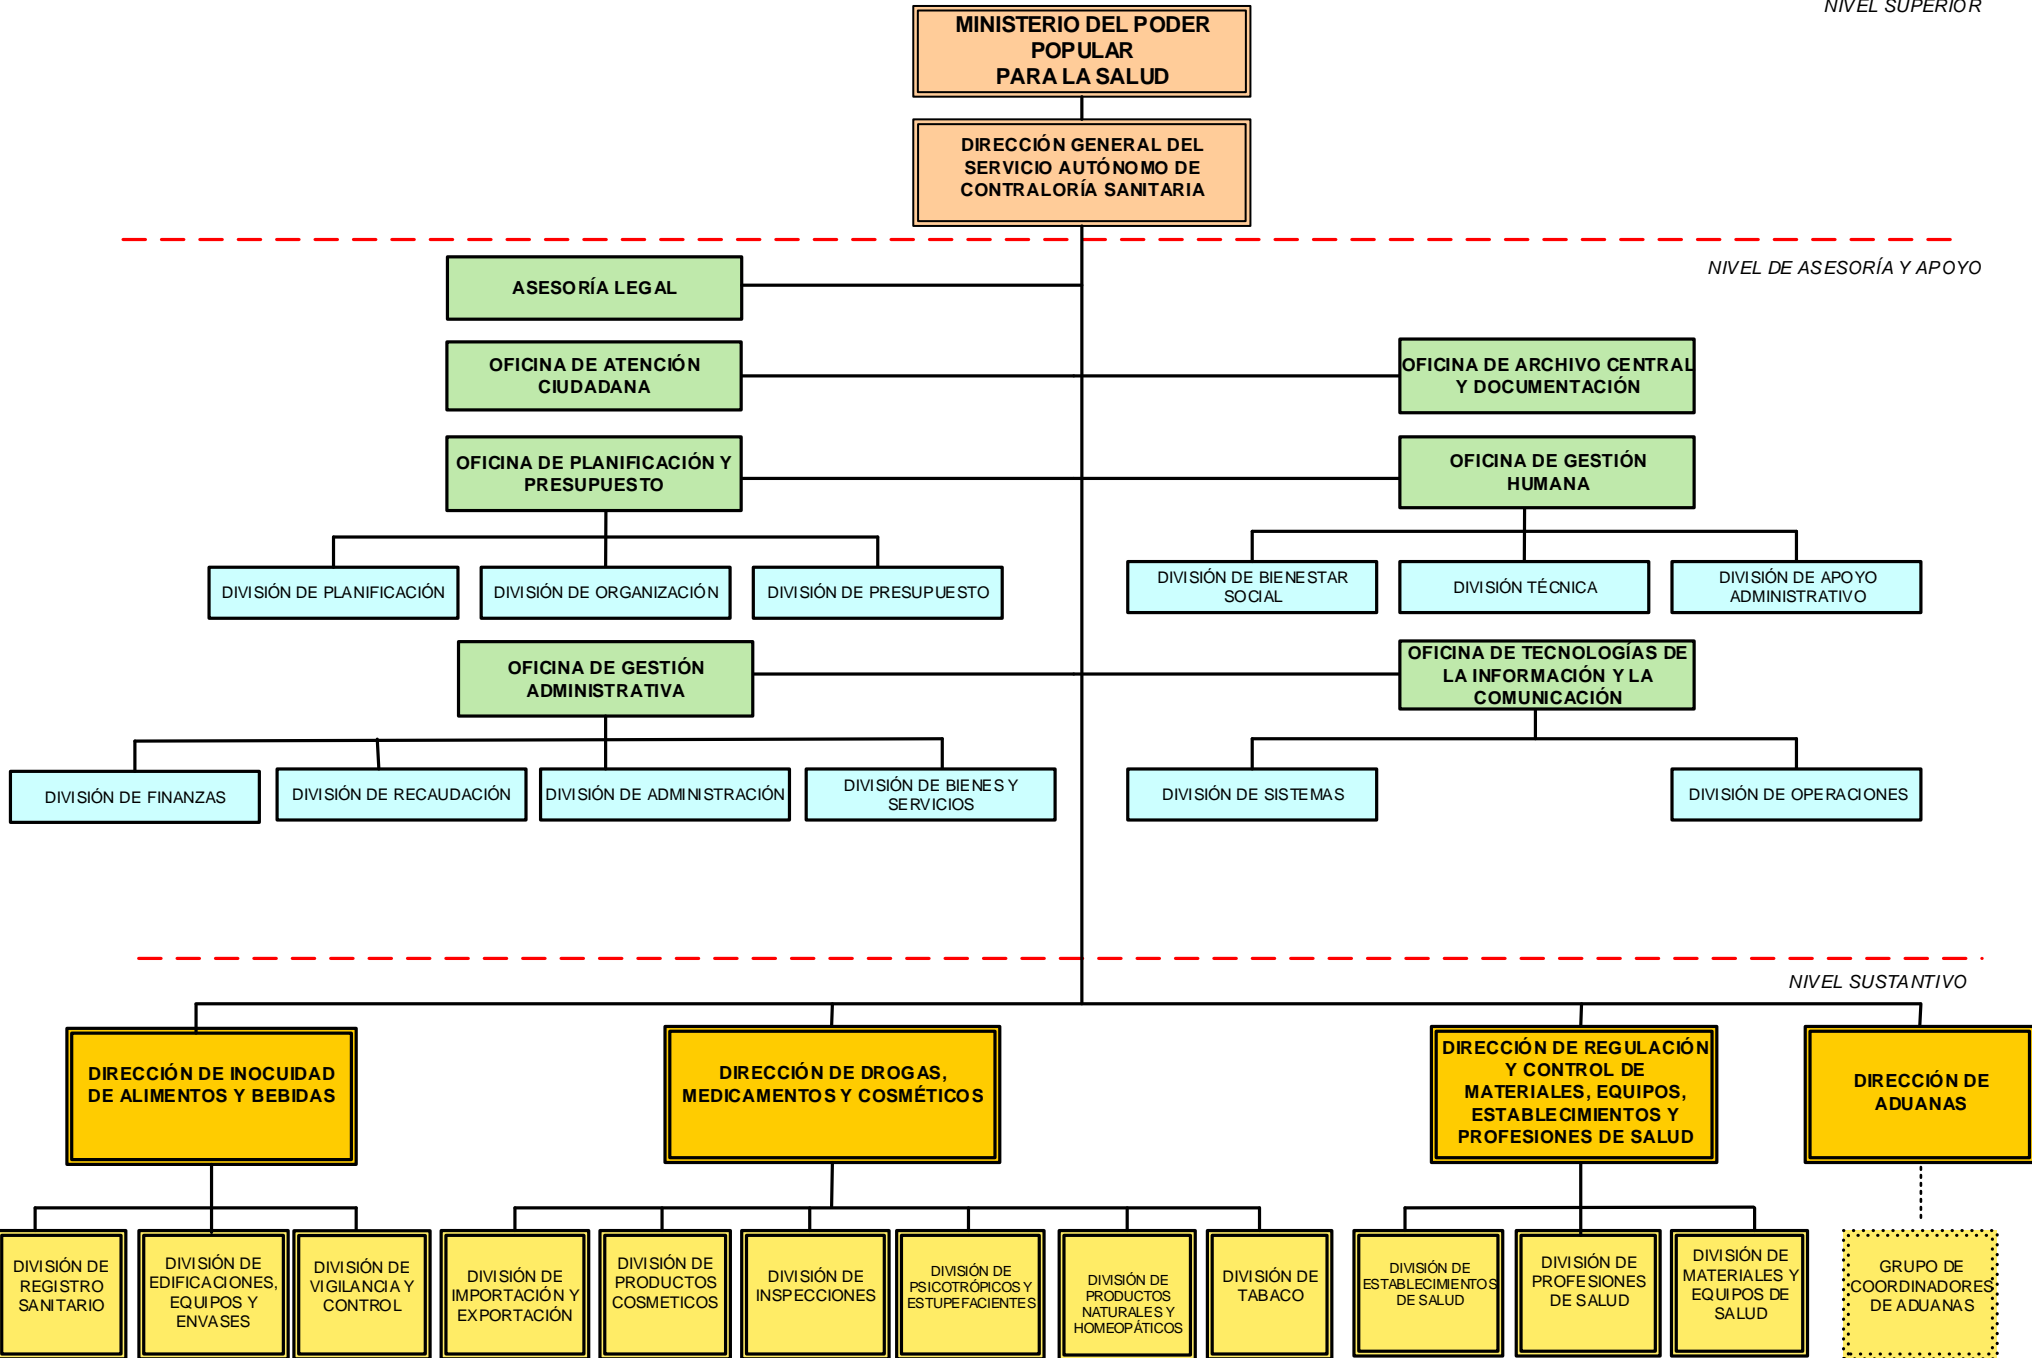 NIVEL SUPERIOR
MINISTERIO DEL PODER
POPULAR
PARA LA SALUD
DIRECCIÓN GENERAL DEL
SERVICIO AUTÓNOMO DE
CONTRALORÍA SANITARIA
NIVEL DE ASESORÍA Y APOYO
ASESORÍA LEGAL
OFICINA DE ATENCIÓN
CIUDADANA
OFICINA DE ARCHIVO CENTRAL
Y DOCUMENTACIÓN
OFICINA DE PLANIFICACIÓN Y
PRESUPUESTO
OFICINA DE GESTIÓN
HUMANA
DIVISIÓN DE PLANIFICACIÓN
DIVISIÓN DE ORGANIZACIÓN
DIVISIÓN DE PRESUPUESTO
DIVISIÓN DE BIENESTAR
SOCIAL
DIVISIÓN TÉCNICA
DIVISIÓN DE APOYO
ADMINISTRATIVO
OFICINA DE GESTIÓN
ADMINISTRATIVA
OFICINA DE TECNOLOGÍAS DE
LA INFORMACIÓN Y LA
COMUNICACIÓN
DIVISIÓN DE FINANZAS
DIVISIÓN DE RECAUDACIÓN
DIVISIÓN DE ADMINISTRACIÓN
DIVISIÓN DE BIENES Y
SERVICIOS
DIVISIÓN DE SISTEMAS
DIVISIÓN DE OPERACIONES
NIVEL SUSTANTIVO
DIRECCIÓN DE INOCUIDAD
DE ALIMENTOS Y BEBIDAS
DIRECCIÓN DE DROGAS,
MEDICAMENTOS Y COSMÉTICOS
DIRECCIÓN DE REGULACIÓN
Y CONTROL DE
MATERIALES, EQUIPOS,
ESTABLECIMIENTOS Y
PROFESIONES DE SALUD
DIRECCIÓN DE
ADUANAS
DIVISIÓN DE
REGISTRO
SANITARIO
DIVISIÓN DE
EDIFICACIONES,
EQUIPOS Y
ENVASES
DIVISIÓN DE
VIGILANCIA Y
CONTROL
DIVISIÓN DE
IMPORTACIÓN Y
EXPORTACIÓN
DIVISIÓN DE
PRODUCTOS
COSMETICOS
DIVISIÓN DE
INSPECCIONES
DIVISIÓN DE
PSICOTRÓPICOS Y
ESTUPEFACIENTES
DIVISIÓN DE
PRODUCTOS
NATURALES Y
HOMEOPÁTICOS
DIVISIÓN DE
TABACO
DIVISIÓN DE
ESTABLECIMIENTOS
DE SALUD
DIVISIÓN DE
PROFESIONES
DE SALUD
DIVISIÓN DE
MATERIALES Y
EQUIPOS DE
SALUD
GRUPO DE
COORDINADORES
DE ADUANAS